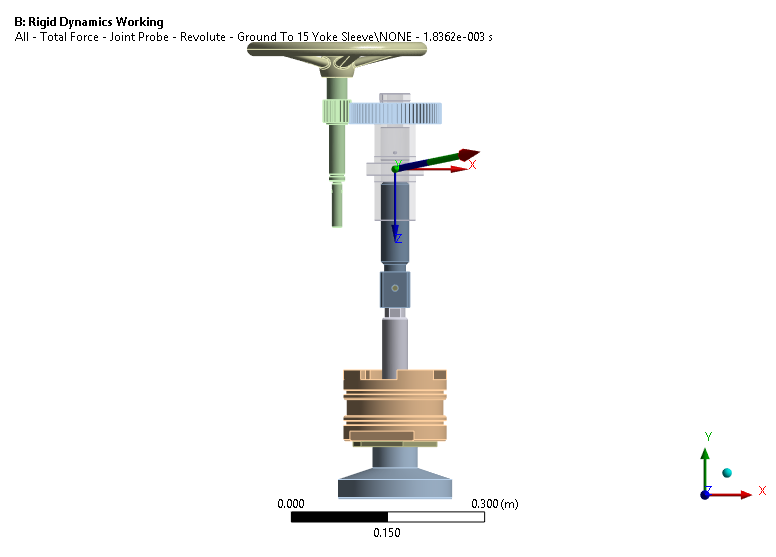 B: Rigid Dynamics Working
All - Total Force - Joint Probe - Revolute - Ground To 15 Yoke Sleeve\NONE - 1.8362e-003 s
Y
X
Z
0.000
0.300 (m)
0.150
Y
Z
X